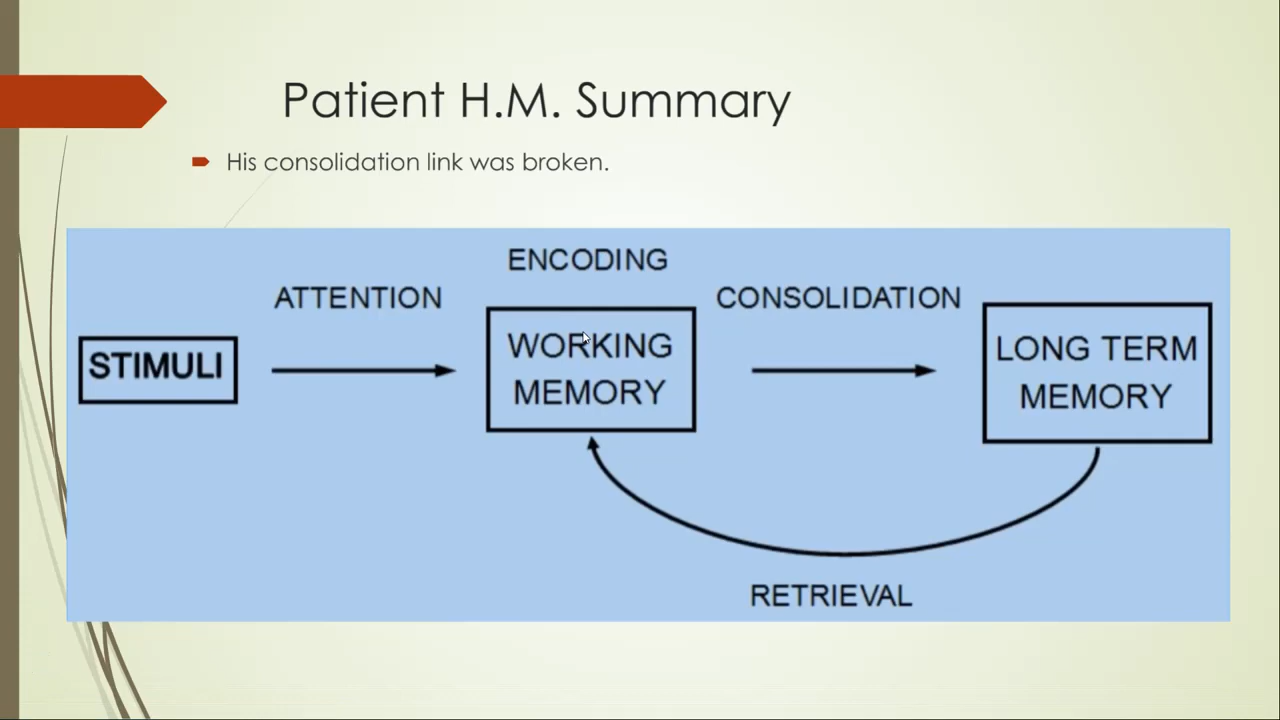 Patient H.M. Summary
His consolidation link was broken.
ENCODING
ATTENTION
CONSOLIDATION
STIMULI
WORKING
MEMORY
LONG TERM
MEMORY
RETRIEVAL